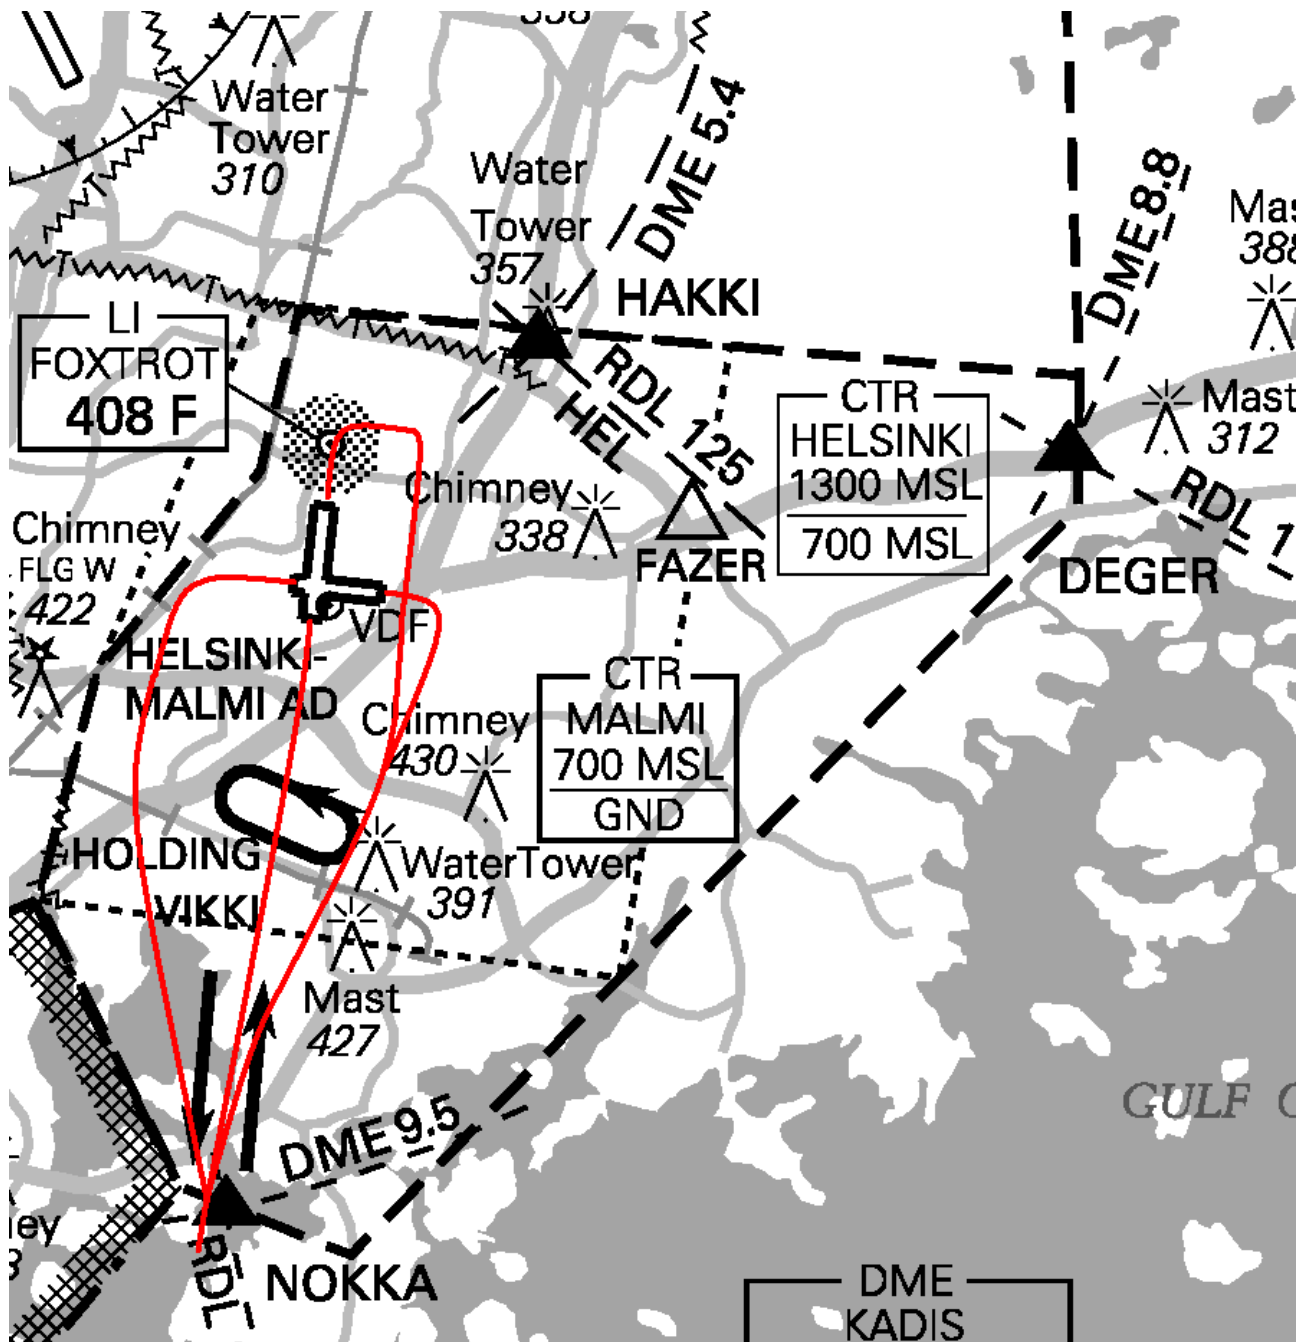 Water
Tower
310
Water
Tower
357
DME 5.4
HAKKI
DME 8.8
388
LI
FOXTROT
408 F
RDL 125
HEL
CTR
HELSINKI
1300 MSL
700 MSL
Mast
312
Chimney
338
FAZER
RDL 1
DEGER
Chimney
FLG W
422
VDF
HELSINKI-
MALMI AD
Chimney
430
CTR
MALMI
700 MSL
GND
HOLDING
VIKKI
WaterTower
391
Mast
427
GULF
DME 9.5
RDL
NOKKA
DME
KADIS